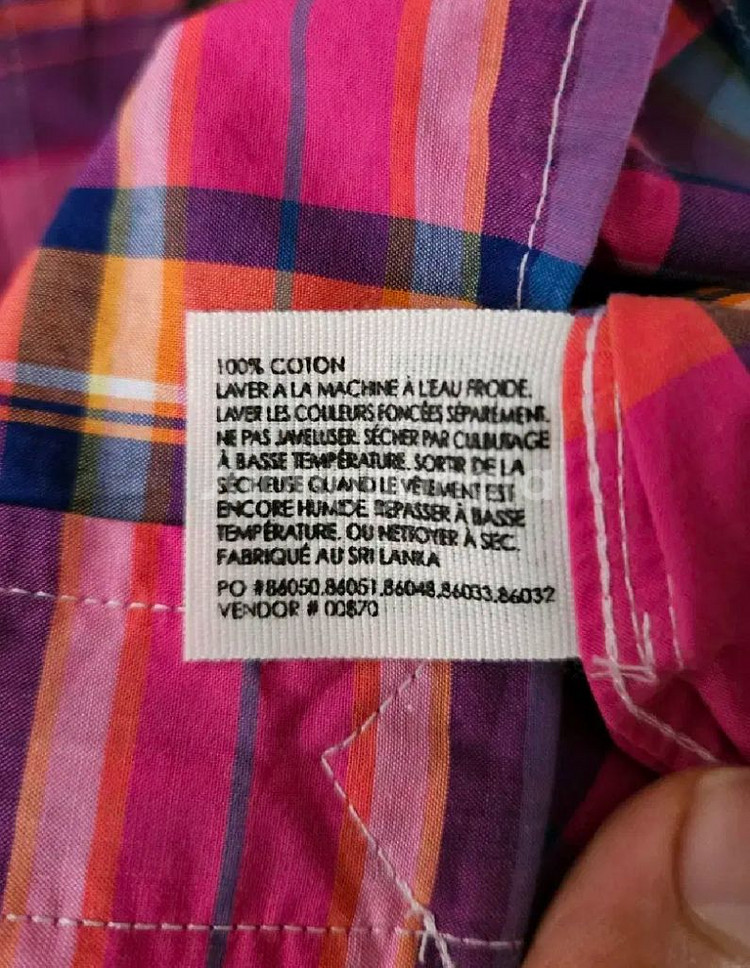 100% COTON
LAVER A LA MACHINE À L'EAU FROIDE.
LAVER LES COULEURS FONCÉES SÉPARÉMENT.
NE PAS JAVELLISER. SÉCHER PAR CULBUTAGE
À BASSE TEMPÉRATURE. SORTIR DE LA
SÉCHEUSE QUAND LE VÊTEMENT EST
ENCORE HUMIDE. REPASSER À BASSE
TEMPÉRATURE. OU NETTOYER À SEC.
FABRIQUÉ AU SRI LANKA
PO #86050,86051,86048,86033,86032
VENDOR # 00870